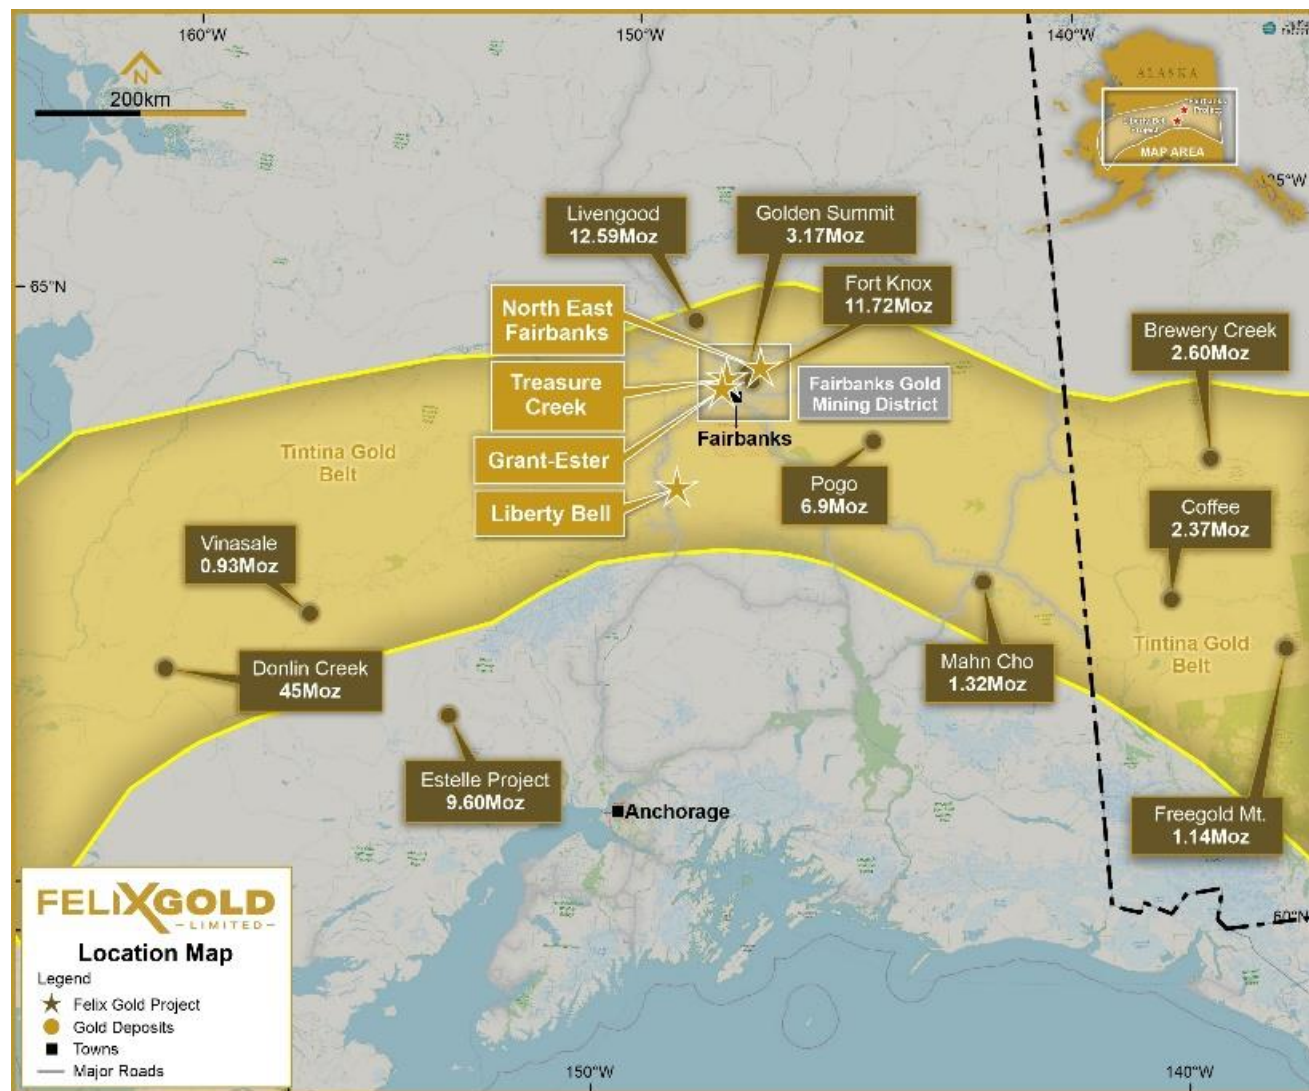 160°W
150°W
140°W
N
200km
ALASKA
MAP AREA
65°N
Livengood
12.59Moz
Golden Summit
3.17Moz
Fort Knox
11.72Moz
North East
Fairbanks
Treasure
Creek
Grant-Ester
Liberty Bell
Fairbanks Gold
Mining District
Fairbanks
Brewery Creek
2.60Moz
Tintina Gold
Belt
Pogo
6.9Moz
Coffee
2.37Moz
Vinasale
0.93Moz
Donlin Creek
45Moz
Mahn Cho
1.32Moz
Tintina Gold
Belt
Estelle Project
9.60Moz
Anchorage
Freegold Mt.
1.14Moz
FELIXGOLD
LIMITED
Location Map
Legend
Felix Gold Project
Gold Deposits
Towns
Major Roads
60°N
150°W
140°W